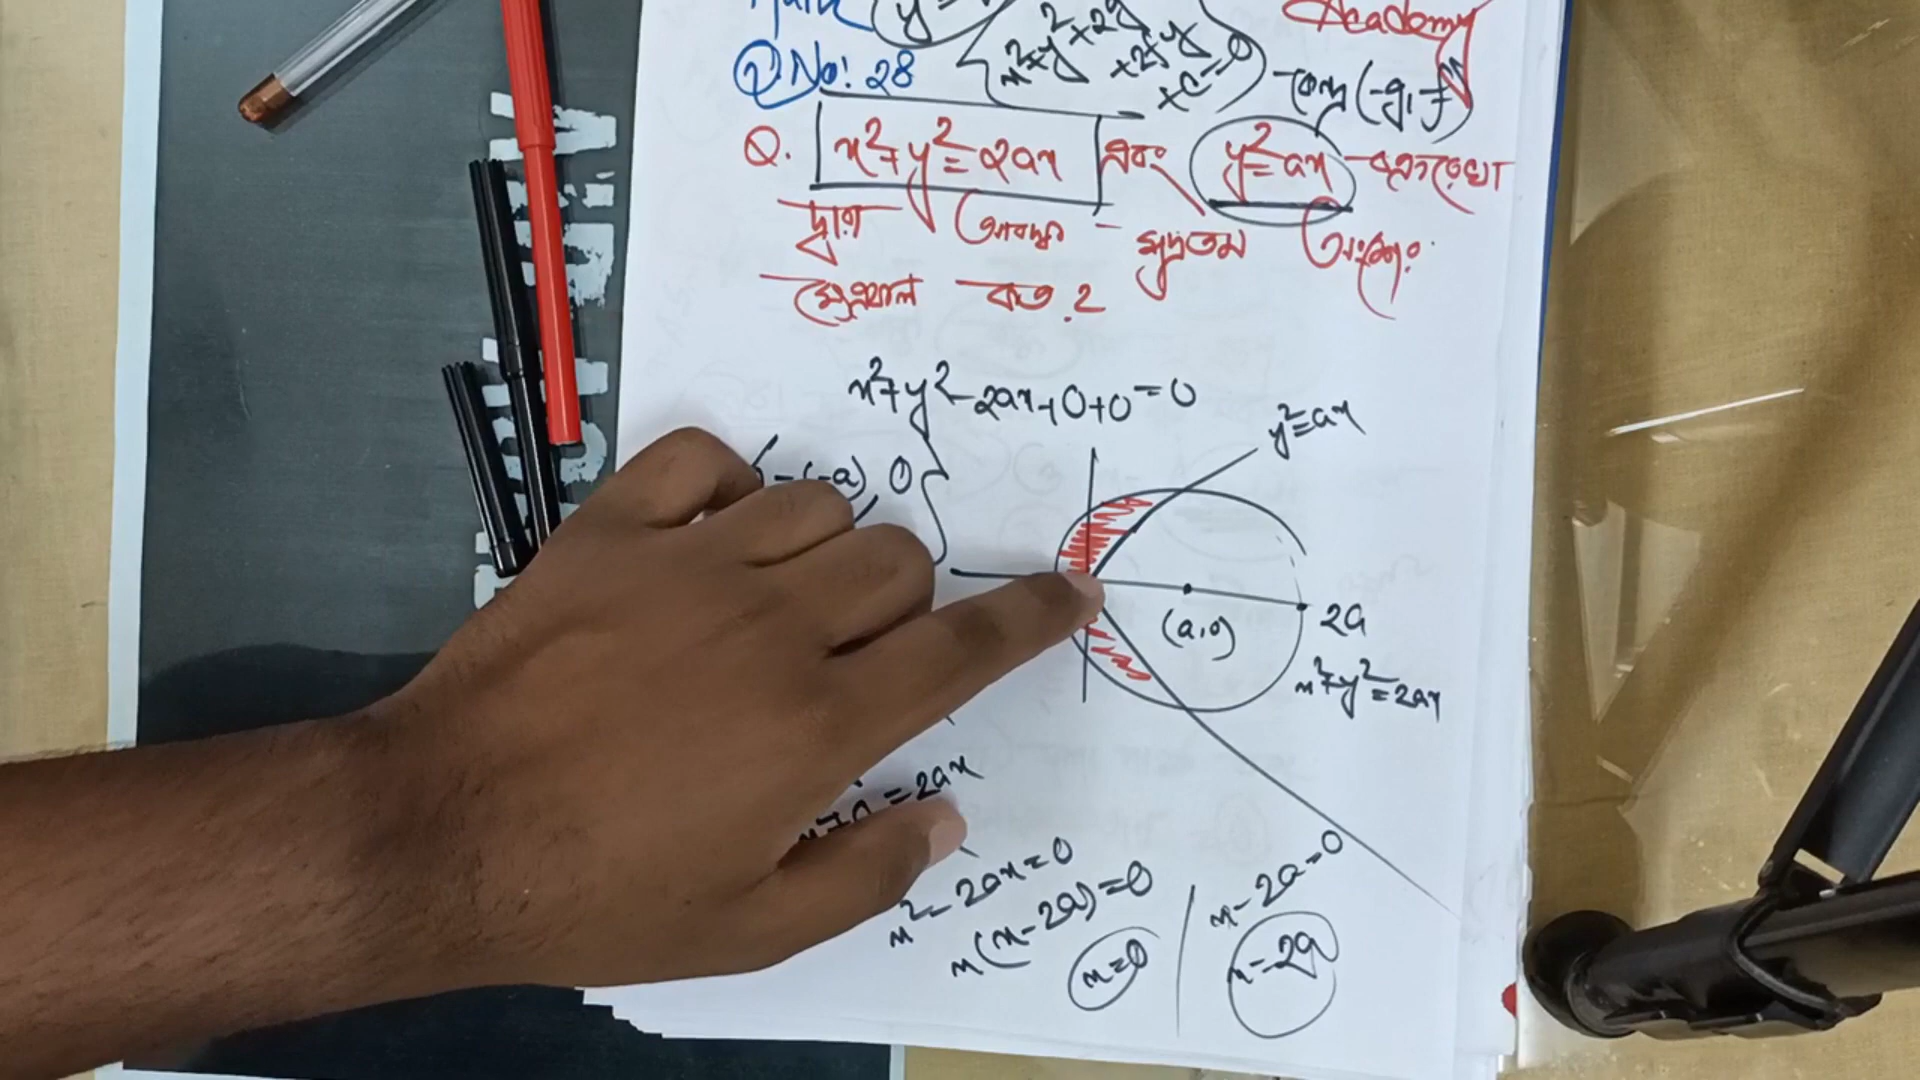 Academy
Q No: 28
x²+y²+2gx
+2fy
+c=0
কেন্দ্র (-g, -f)
Q. x²+y²=2ax এবং y²=ax বক্ররেখা
দ্বারা আবদ্ধ ক্ষুদ্রতম অংশের
ক্ষেত্রফল কত?
x²+y²-2ax+0+0=0
-(-a), 0
y²=ax
(a,0)
2a
x²+y²=2ax
=2ax
x²-2ax=0
x(x-2a)=0
x=0
x-2a=0
x=2a